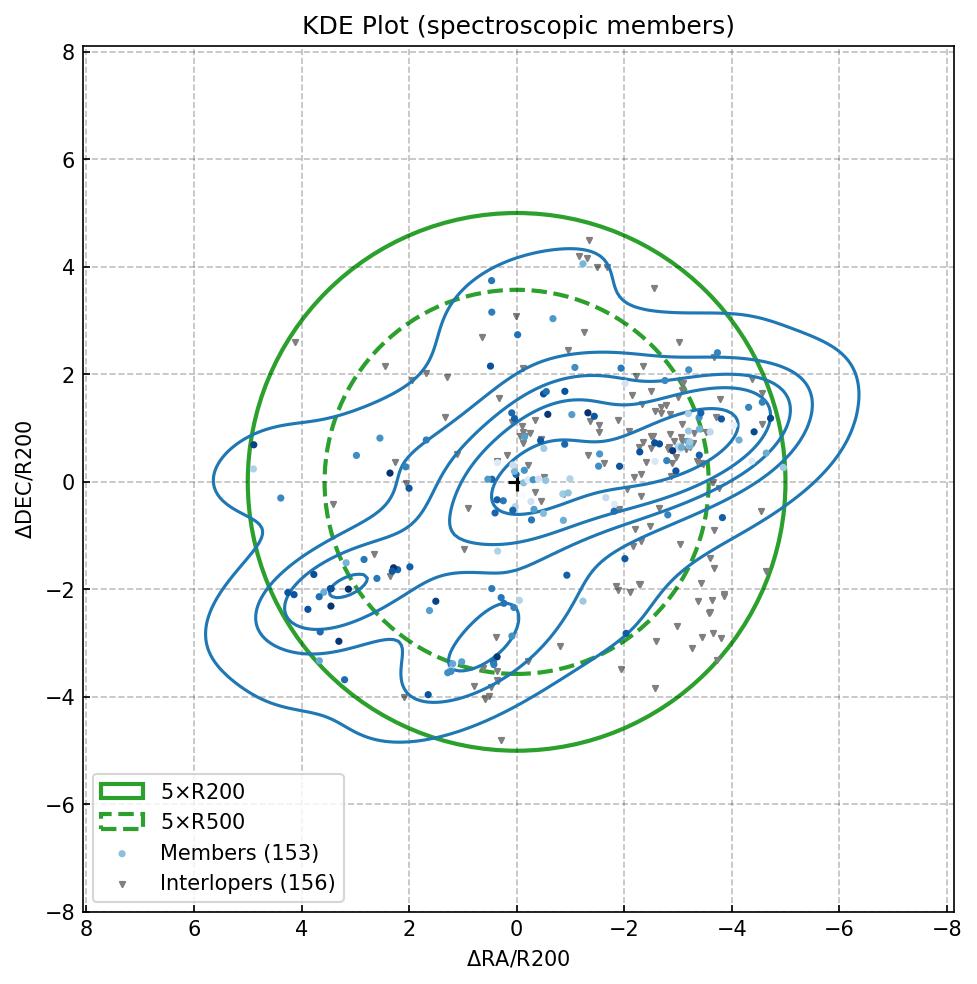 KDE Plot (spectroscopic members)
8
6
4
2
0
−2
−4
−6
−8
ΔDEC/R200
5×R200
5×R500
Members (153)
Interlopers (156)
8 6 4 2 0 −2 −4 −6 −8
ΔRA/R200